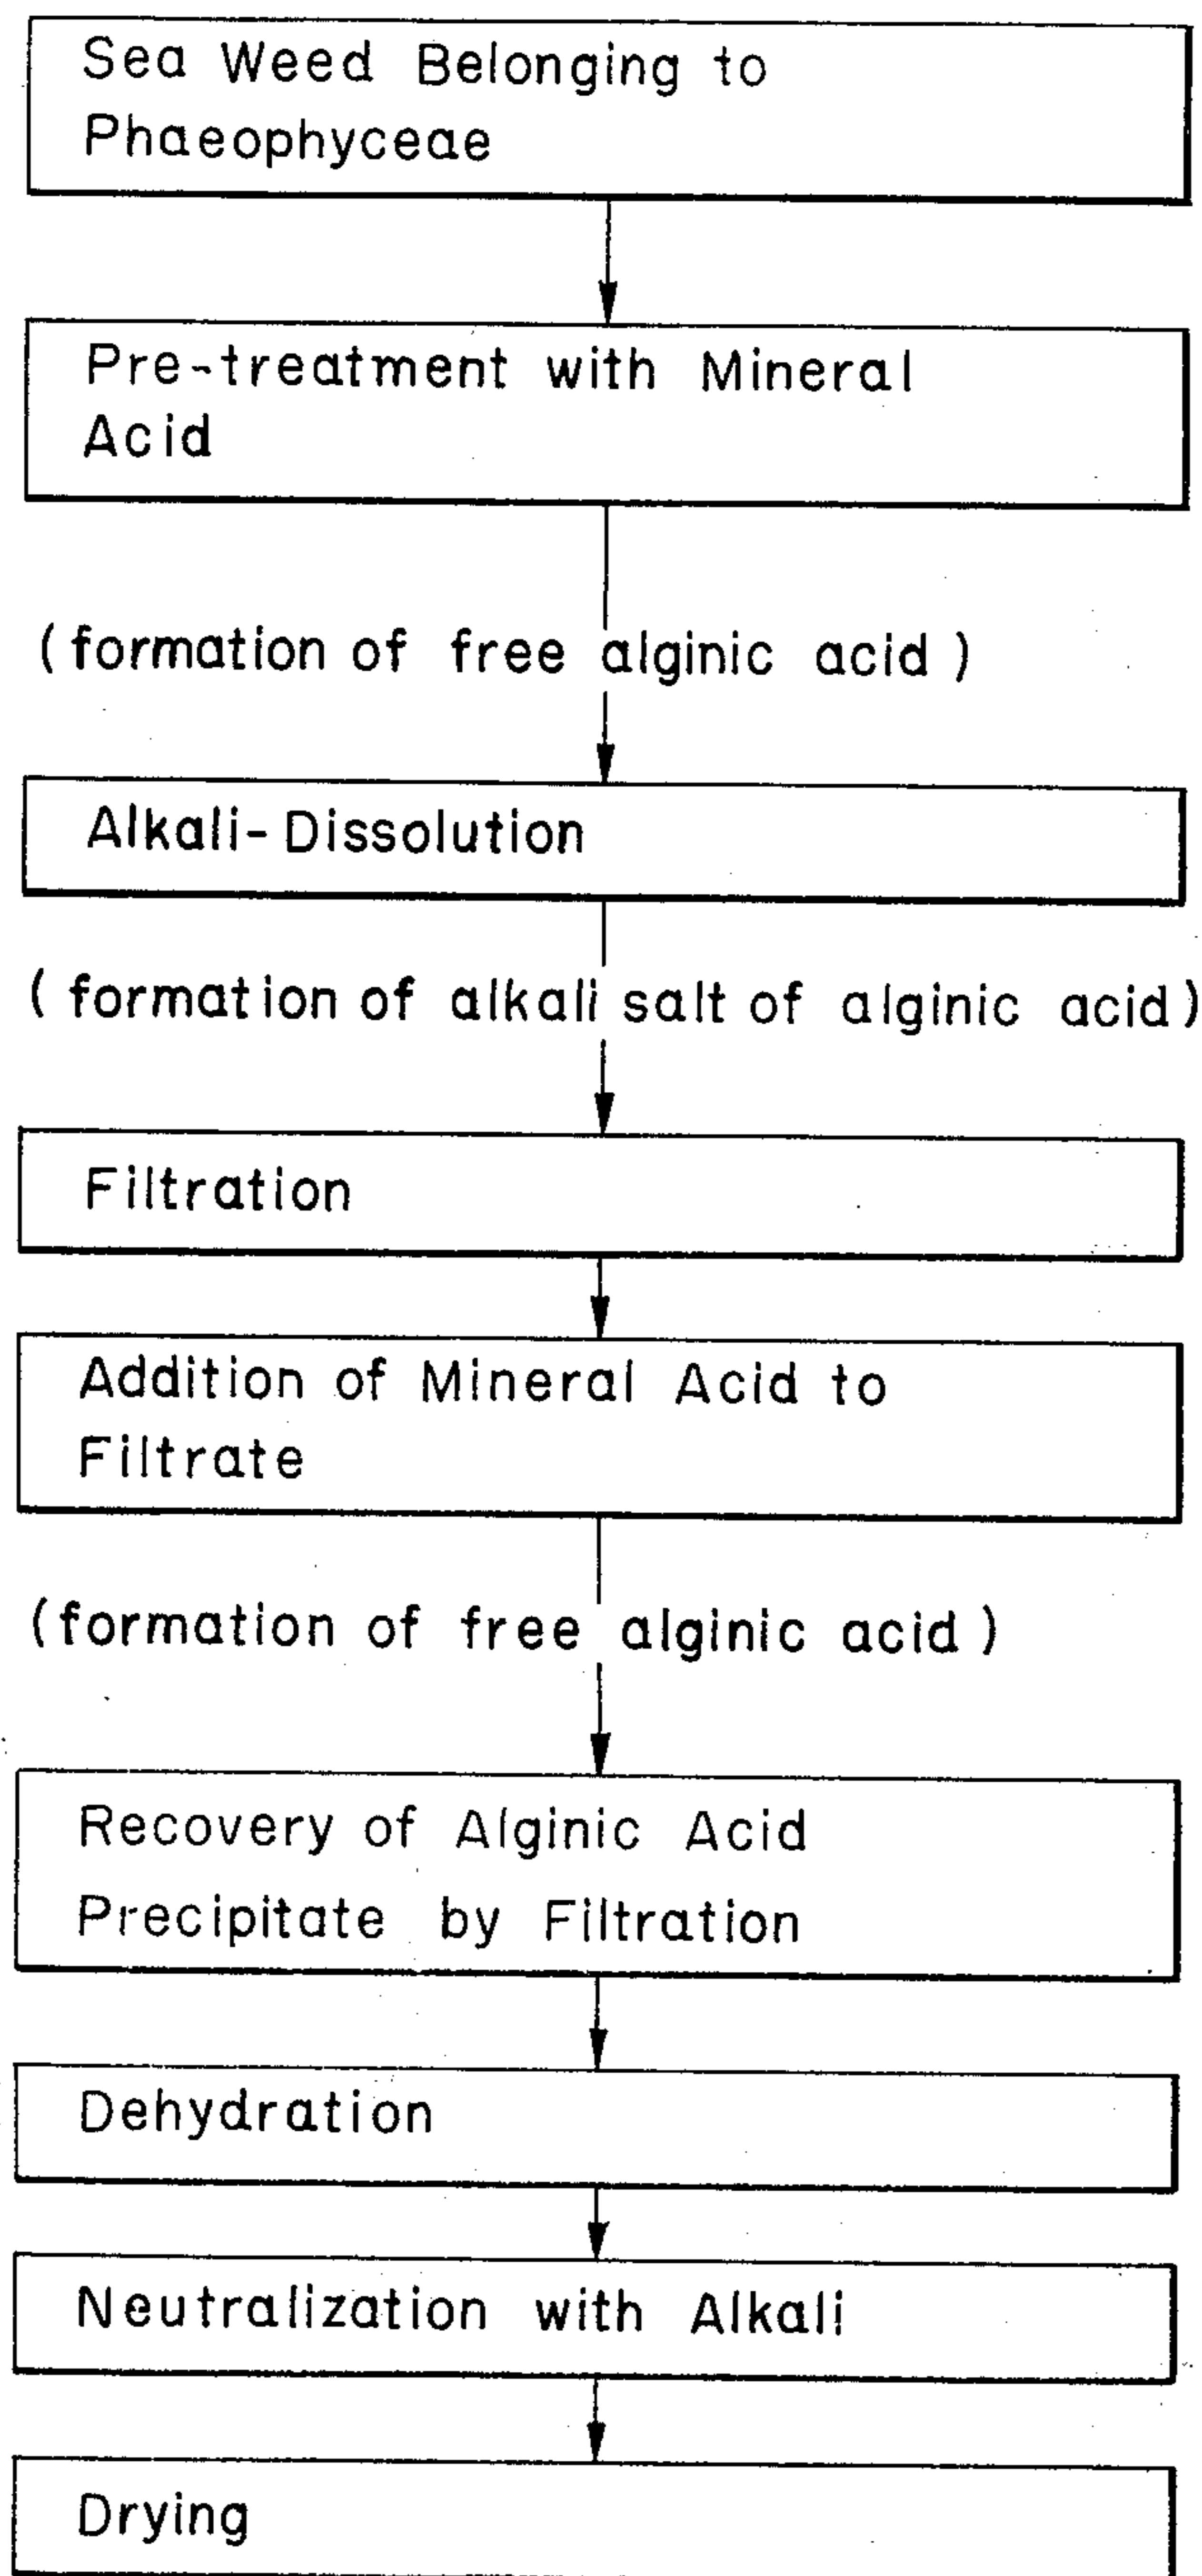 Sea Weed Belonging to
Phaeophyceae
Pre-treatment with Mineral
Acid
(formation of free alginic acid)
Alkali-Dissolution
(formation of alkali salt of alginic acid)
Filtration
Addition of Mineral Acid to
Filtrate
(formation of free alginic acid)
Recovery of Alginic Acid
Precipitate by Filtration
Dehydration
Neutralization with Alkali
Drying